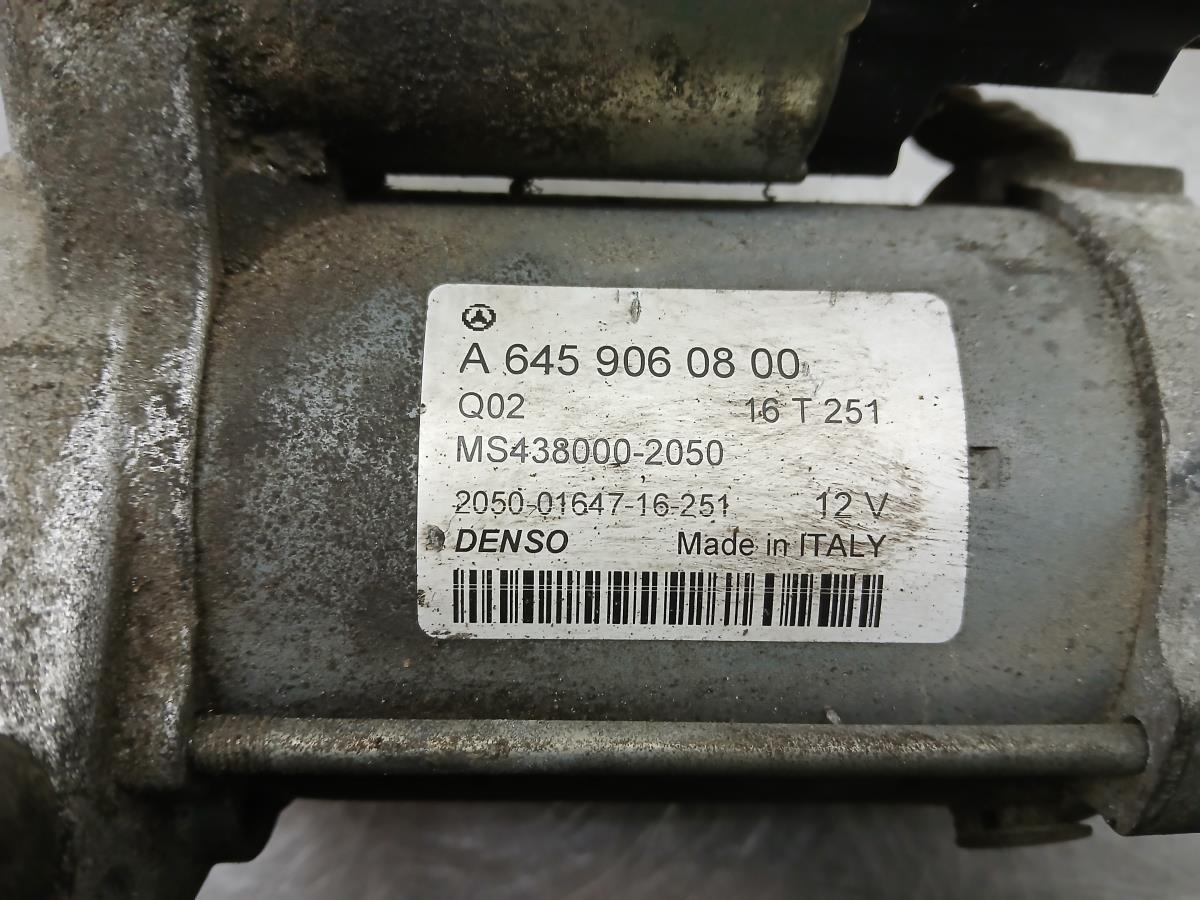 A 645 906 08 00
Q02 16 T 251
MS438000-2050
2050-01647-16-251 12 V
DENSO Made in ITALY